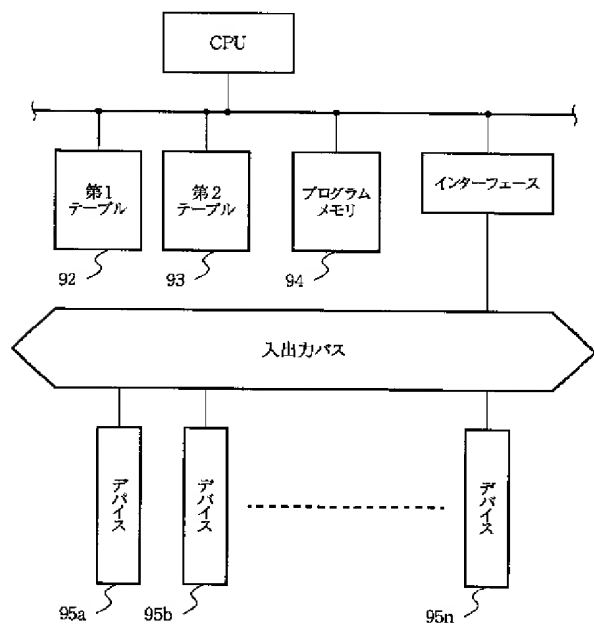 CPU
第1
テーブル
第2
テーブル
プログラム
メモリ
インターフェース
92
93
94
入出力バス
デバイス
デバイス
デバイス
95a
95b
95n